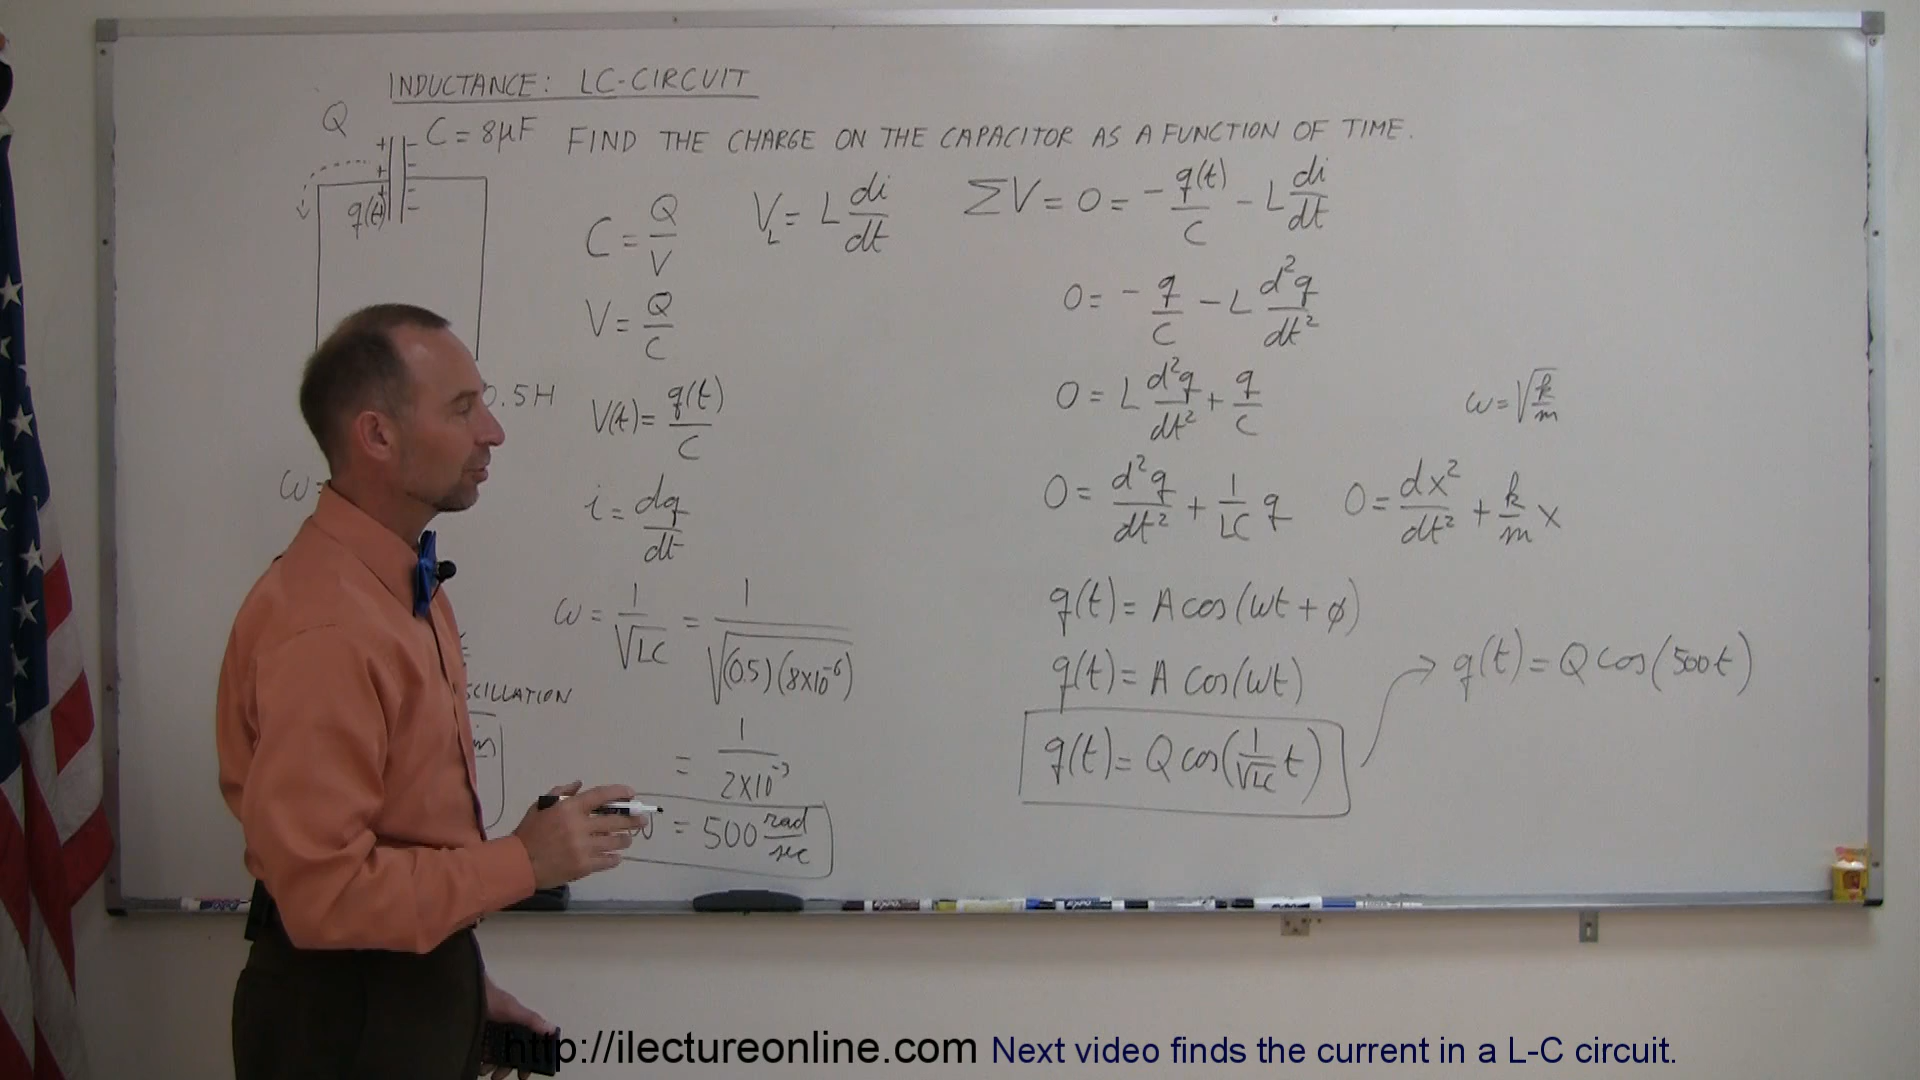 INDUCTANCE: LC-CIRCUIT
Q
C = 8μF
FIND THE CHARGE ON THE CAPACITOR AS A FUNCTION OF TIME.
q(t)
0.5H
ω=
SCILLATION
C = Q/V
V = Q/C
V(t) = q(t)/C
i = dq/dt
ω = 1/√LC = 1/√(0.5)(8×10⁻⁶)
= 1/2×10⁻³
ω = 500 rad/sec
V_L = L di/dt
ΣV = 0 = - q(t)/C - L di/dt
0 = - q/C - L d²q/dt²
0 = L d²q/dt² + q/C
ω = √k/m
0 = d²q/dt² + 1/LC q
0 = dx²/dt² + k/m x
q(t) = A cos(ωt + ϕ)
q(t) = A cos(ωt)
q(t) = Q cos(1/√LC t)
→ q(t) = Q cos(500t)
http://ilectureonline.com Next video finds the current in a L-C circuit.